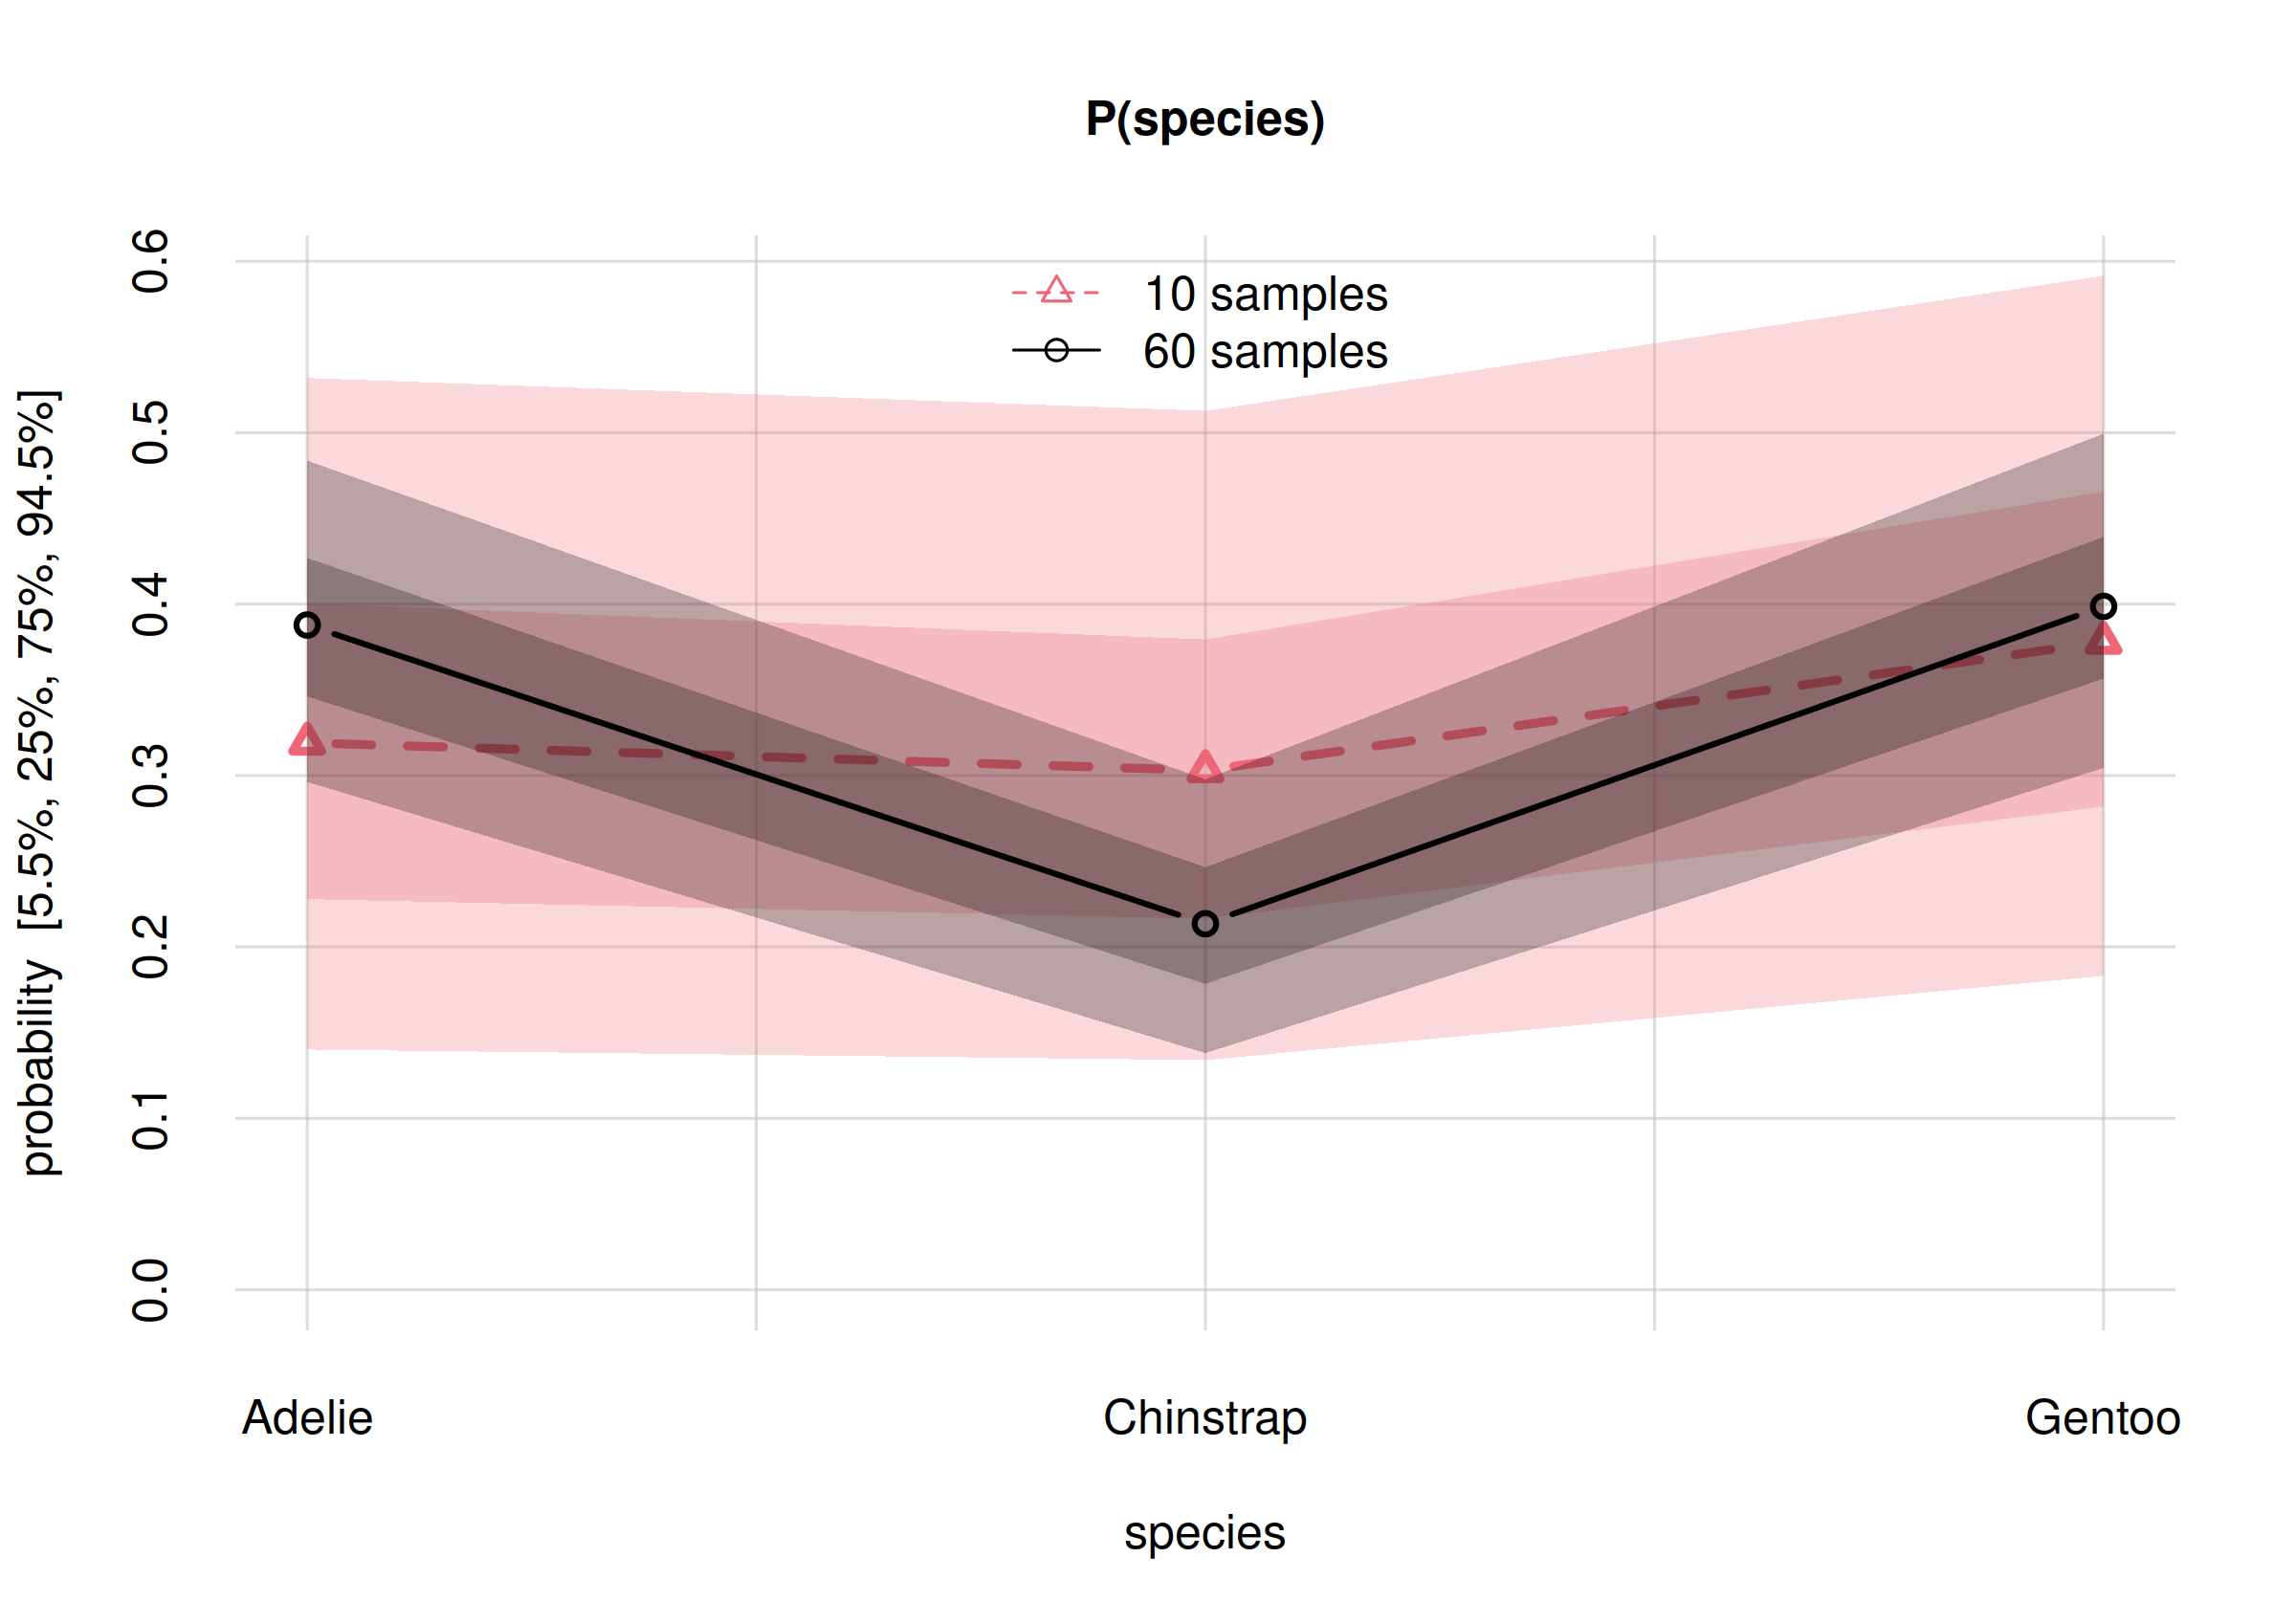 P(species)
10 samples
60 samples
probability [5.5%, 25%, 75%, 94.5%]
0.6
0.5
0.4
0.3
0.2
0.1
0.0
Adelie
Chinstrap
Gentoo
species